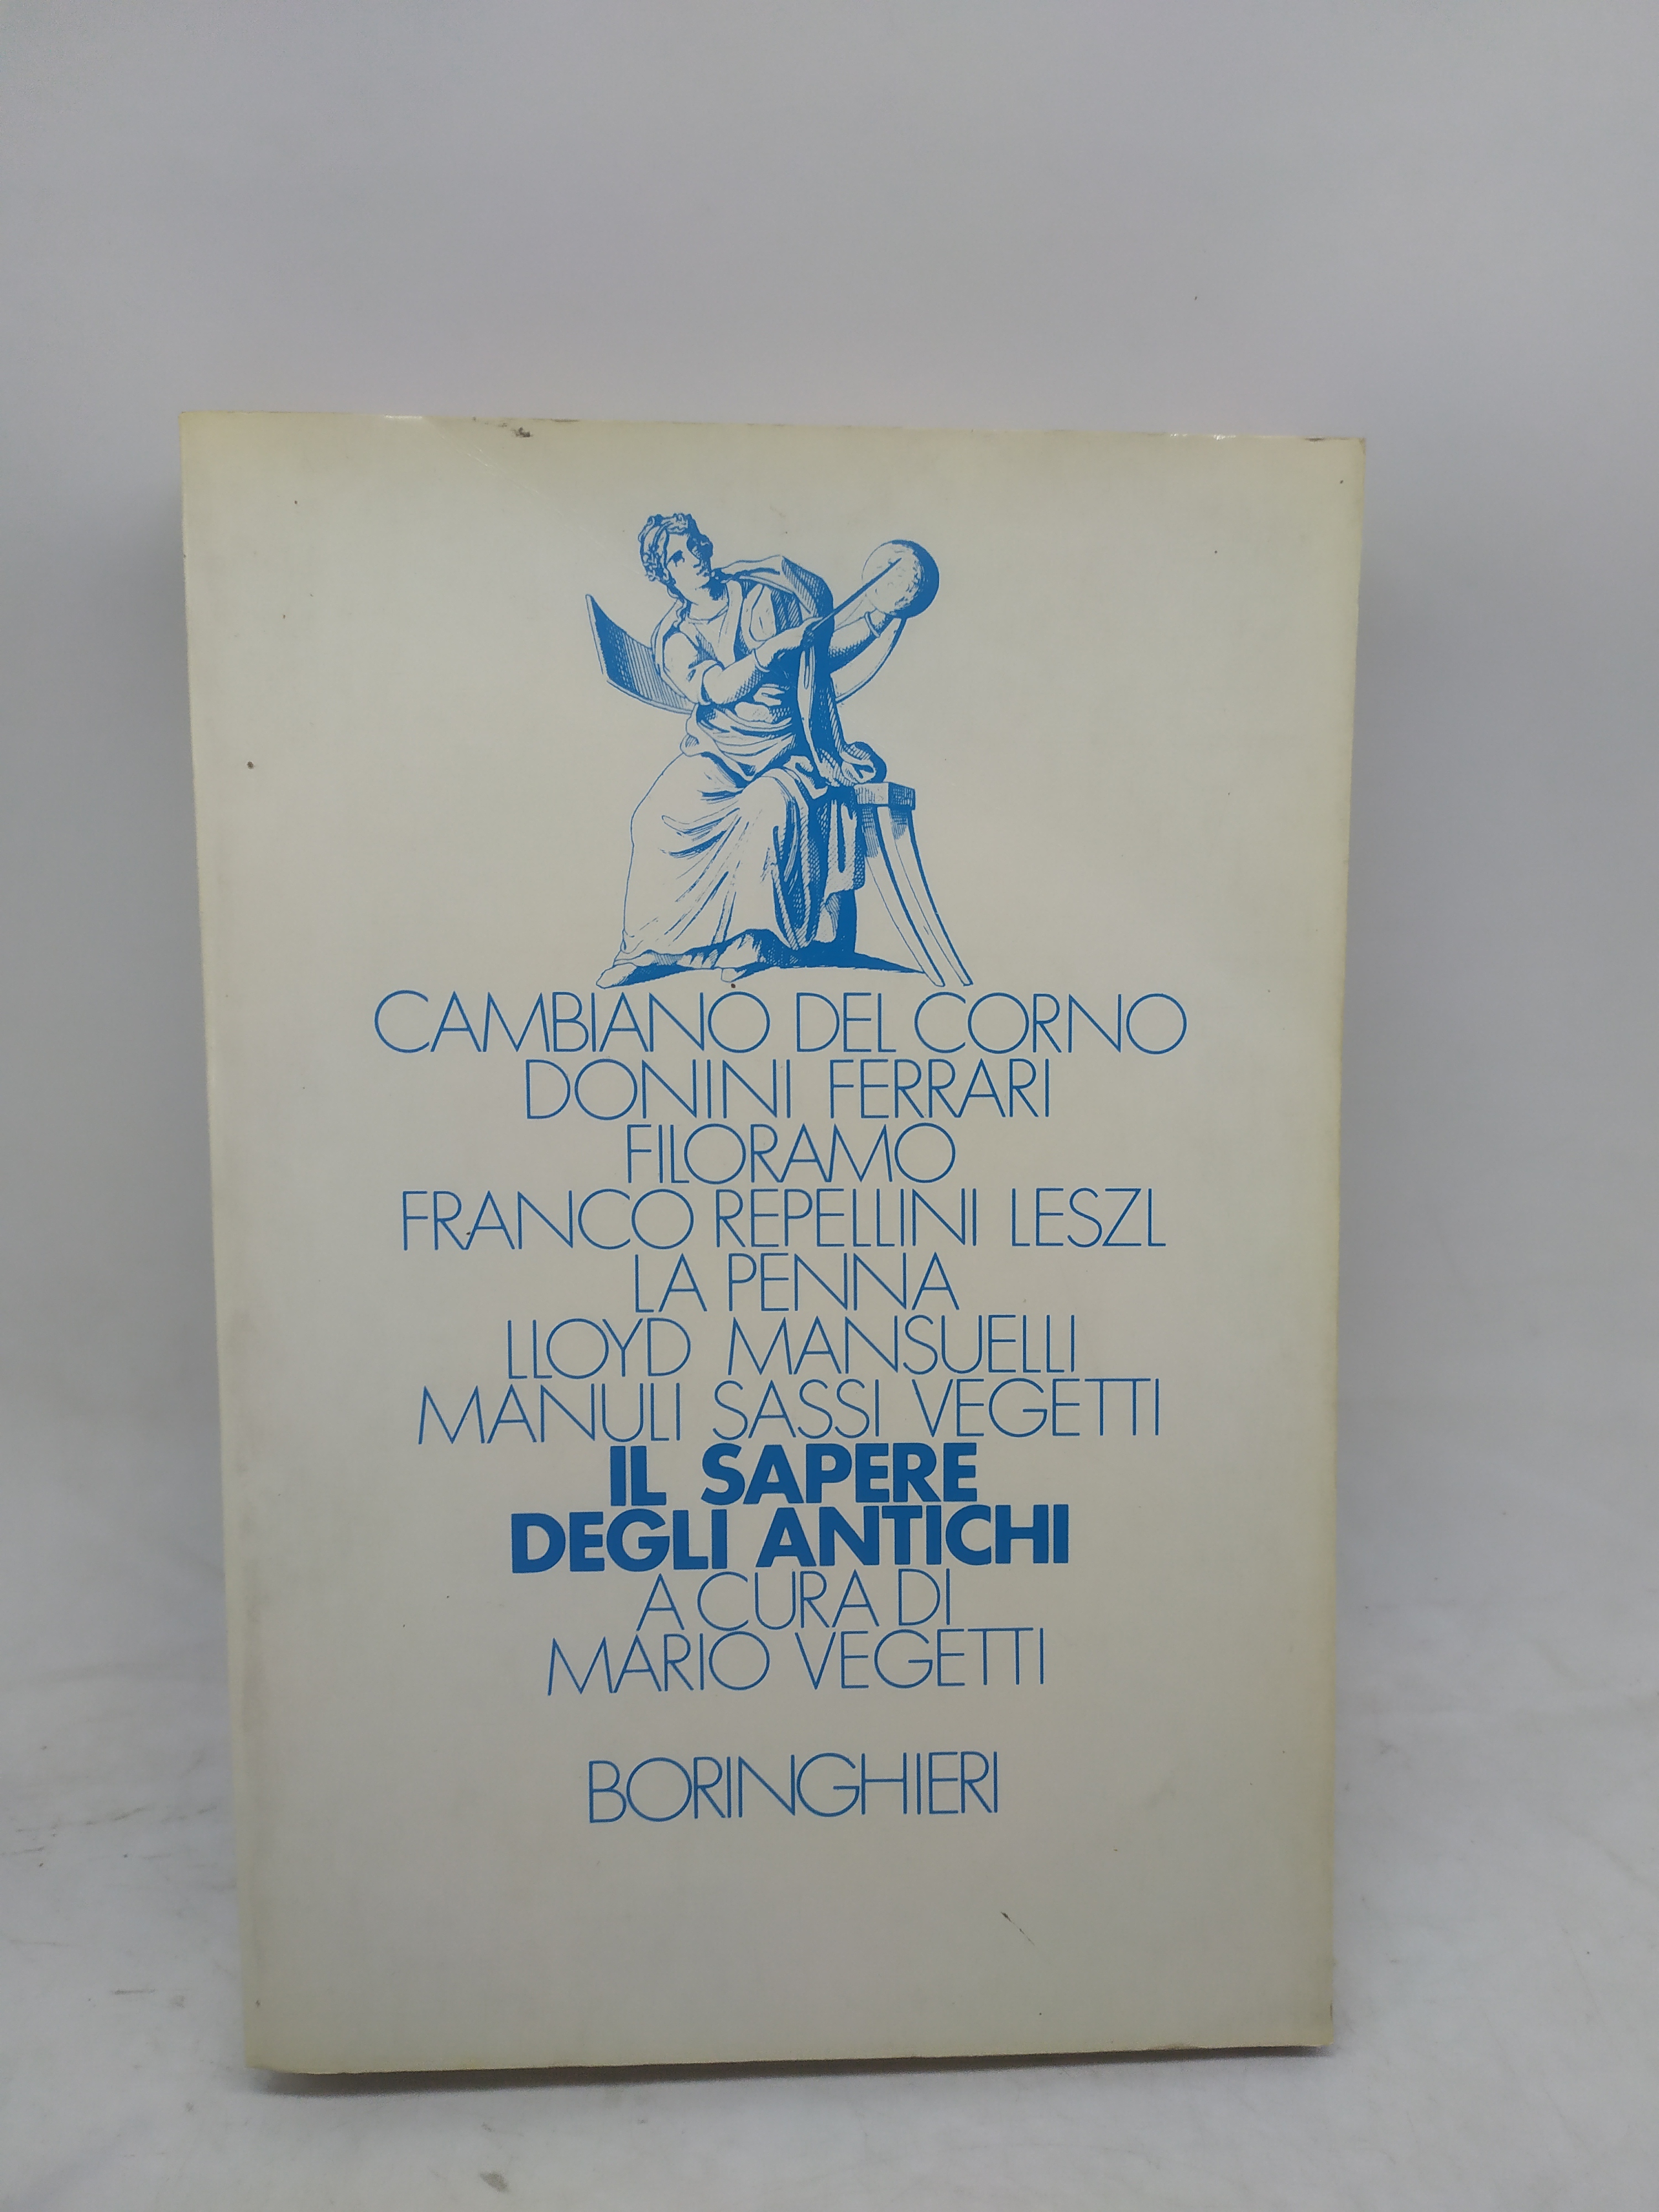 CAMBIANO DEL CORNO
DONINI FERRARI
FILORAMO
FRANCO REPELLINI LESZL
LA PENNA
LLOYD MANSUELLI
MANULI SASSI VEGETTI
IL SAPERE
DEGLI ANTICHI
A CURA DI
MARIO VEGETTI
BORINGHIERI